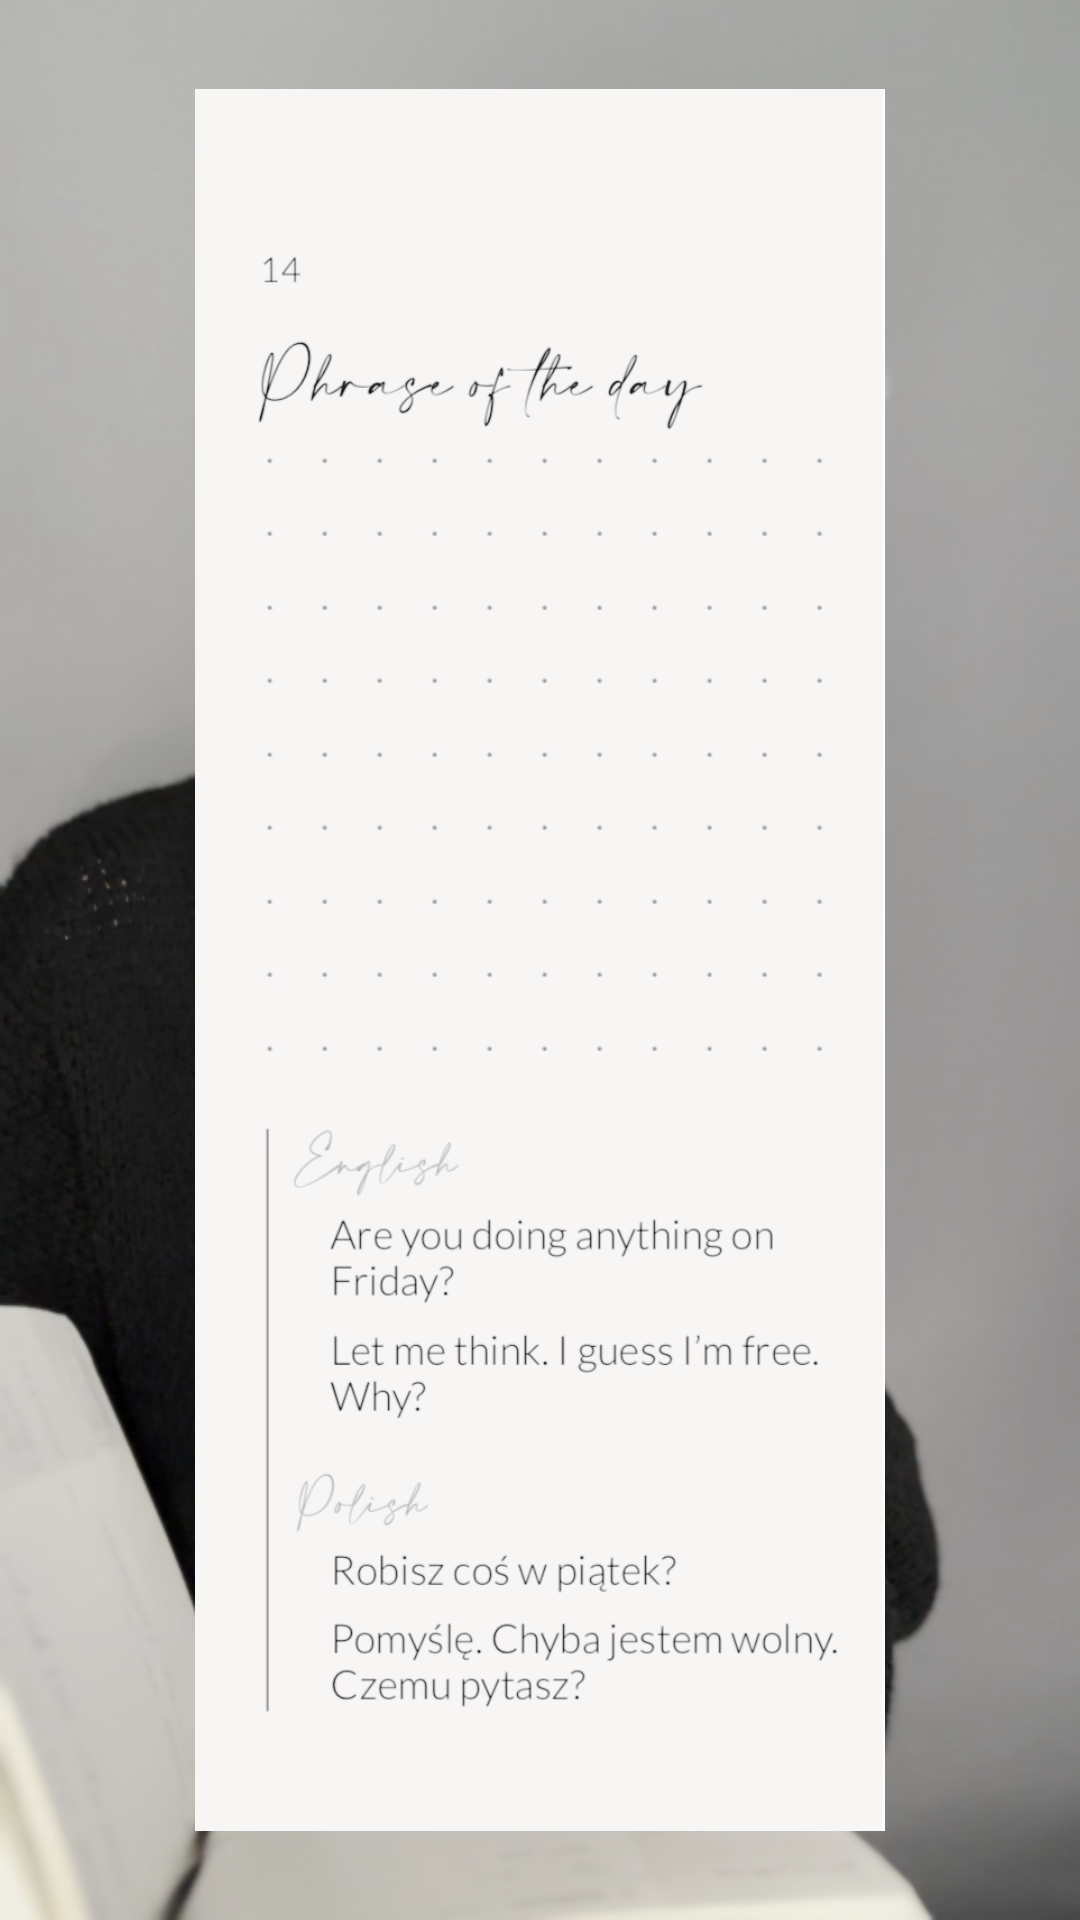 14
Phrase of the day
English
Are you doing anything on
Friday?
Let me think. I guess I’m free.
Why?
Polish
Robisz coś w piątek?
Pomyślę. Chyba jestem wolny.
Czemu pytasz?